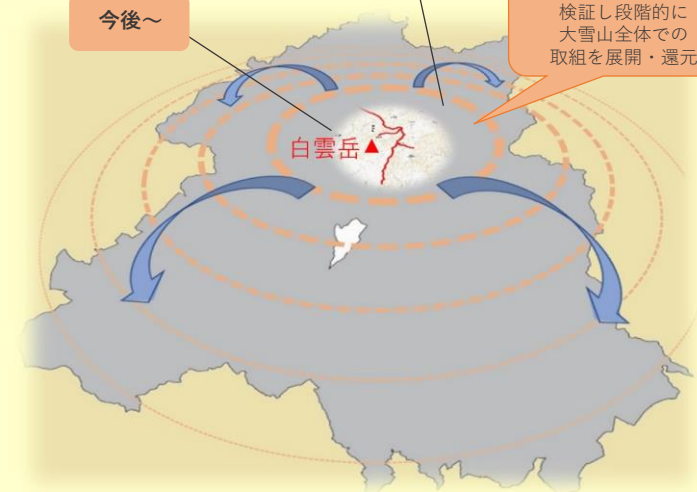 今後～
検証し段階的に
大雪山全体での
取組を展開・還元
白雲岳